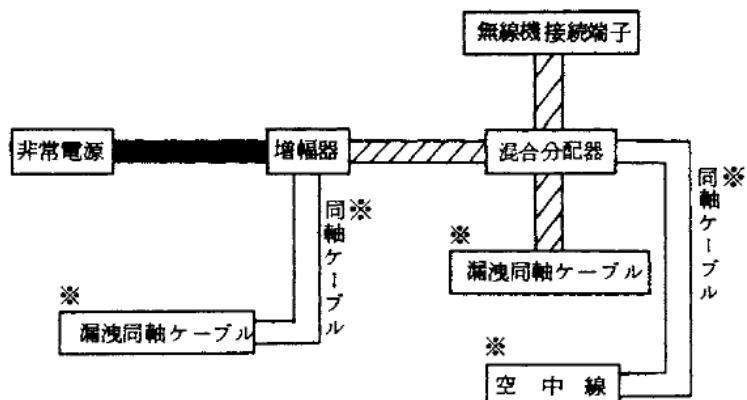 無線機接続端子
非常電源
増幅器
混合分配器
※
同軸ケーブル
※
同軸ケーブル
※
漏洩同軸ケーブル
※
漏洩同軸ケーブル
※
空中線